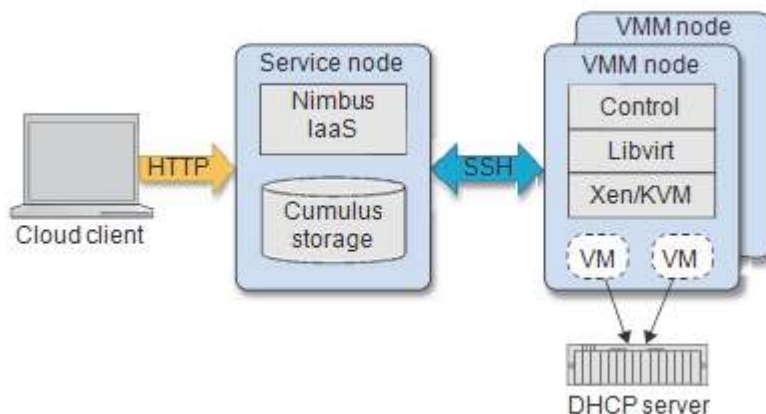 VMM node
Service node
VMM node
Nimbus
IaaS
Control
HTTP
SSH
Libvirt
Xen/KVM
Cloud client
Cumulus
storage
VM
VM
DHCP server